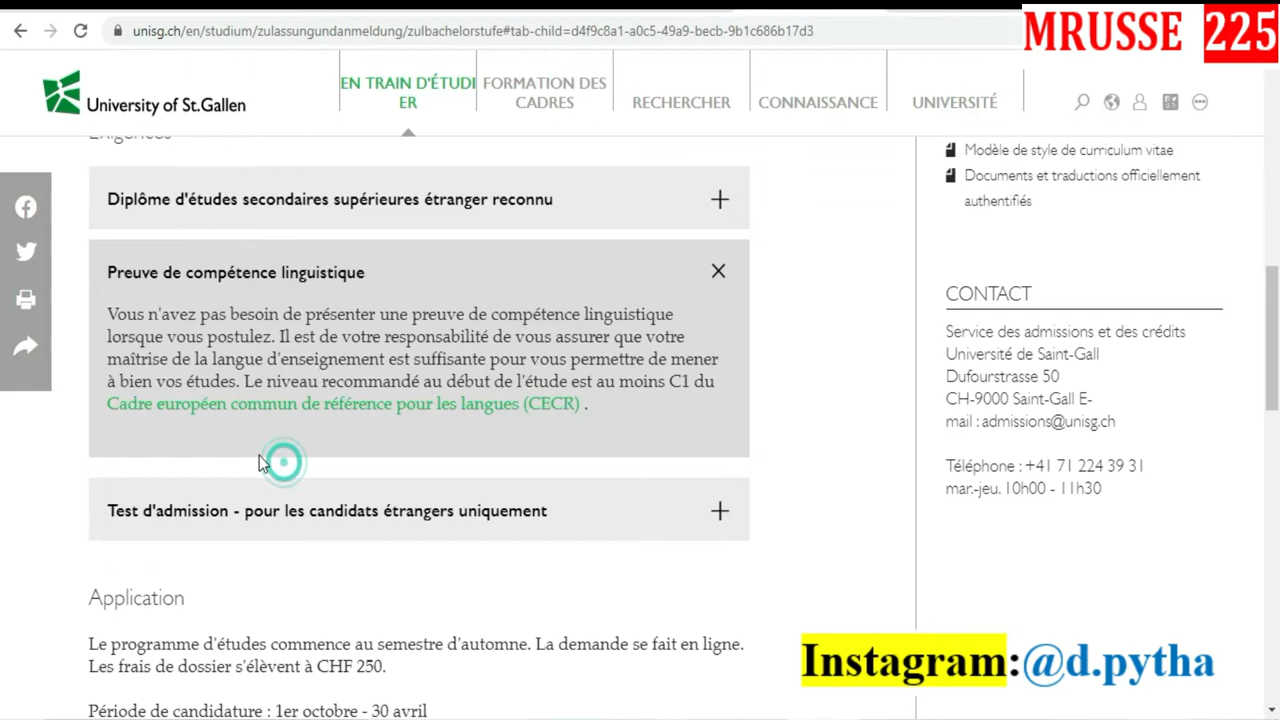 unisg.ch/en/studium/zulassungundanmeldung/zulbachelorstufe#tab-child=d4f9c8a1-a0c5-49a9-becb-9b1c686b17d3
MRUSSE 225
University of St.Gallen
EN TRAIN D'ÉTUDI
ER
FORMATION DES
CADRES
RECHERCHER
CONNAISSANCE
UNIVERSITÉ
Exigences
Diplôme d'études secondaires supérieures étranger reconnu
Preuve de compétence linguistique
Vous n'avez pas besoin de présenter une preuve de compétence linguistique
lorsque vous postulez. Il est de votre responsabilité de vous assurer que votre
maîtrise de la langue d'enseignement est suffisante pour vous permettre de mener
à bien vos études. Le niveau recommandé au début de l'étude est au moins C1 du
Cadre européen commun de référence pour les langues (CECR) .
Test d'admission - pour les candidats étrangers uniquement
Application
Le programme d'études commence au semestre d'automne. La demande se fait en ligne.
Les frais de dossier s'élèvent à CHF 250.
Période de candidature : 1er octobre - 30 avril
Modèle de style de curriculum vitae
Documents et traductions officiellement
authentifiés
CONTACT
Service des admissions et des crédits
Université de Saint-Gall
Dufourstrasse 50
CH-9000 Saint-Gall E-
mail : admissions@unisg.ch
Téléphone : +41 71 224 39 31
mar.-jeu. 10h00 - 11h30
Instagram:@d.pytha